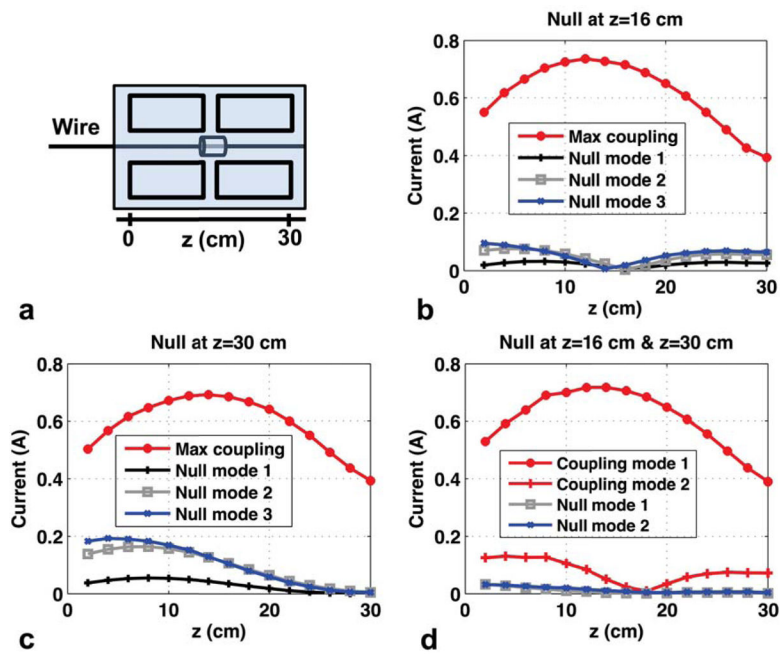 Wire
0
30
z (cm)
a
Null at z=16 cm
0.8
0.6
0.4
0.2
0
Current (A)
Max coupling
Null mode 1
Null mode 2
Null mode 3
0
10
20
30
z (cm)
b
Null at z=30 cm
0.8
0.6
0.4
0.2
0
Current (A)
Max coupling
Null mode 1
Null mode 2
Null mode 3
0
10
20
30
z (cm)
c
Null at z=16 cm & z=30 cm
0.8
0.6
0.4
0.2
0
Current (A)
Coupling mode 1
Coupling mode 2
Null mode 1
Null mode 2
0
10
20
30
z (cm)
d